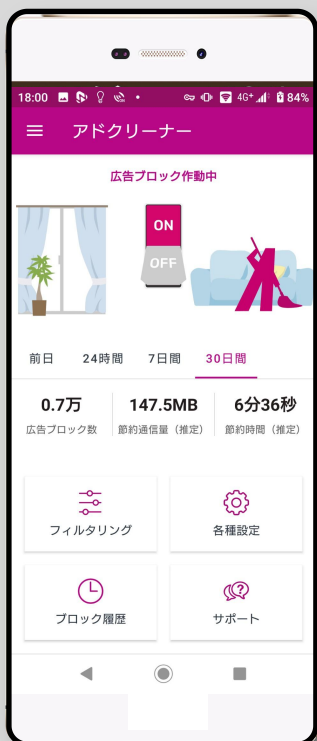 18:00 4G+ 84%
アドクリーナー
広告ブロック作動中
ON
OFF
前日 24時間 7日間 30日間
0.7万 147.5MB 6分36秒
広告ブロック数 節約通信量（推定） 節約時間（推定）
フィルタリング 各種設定
ブロック履歴 サポート